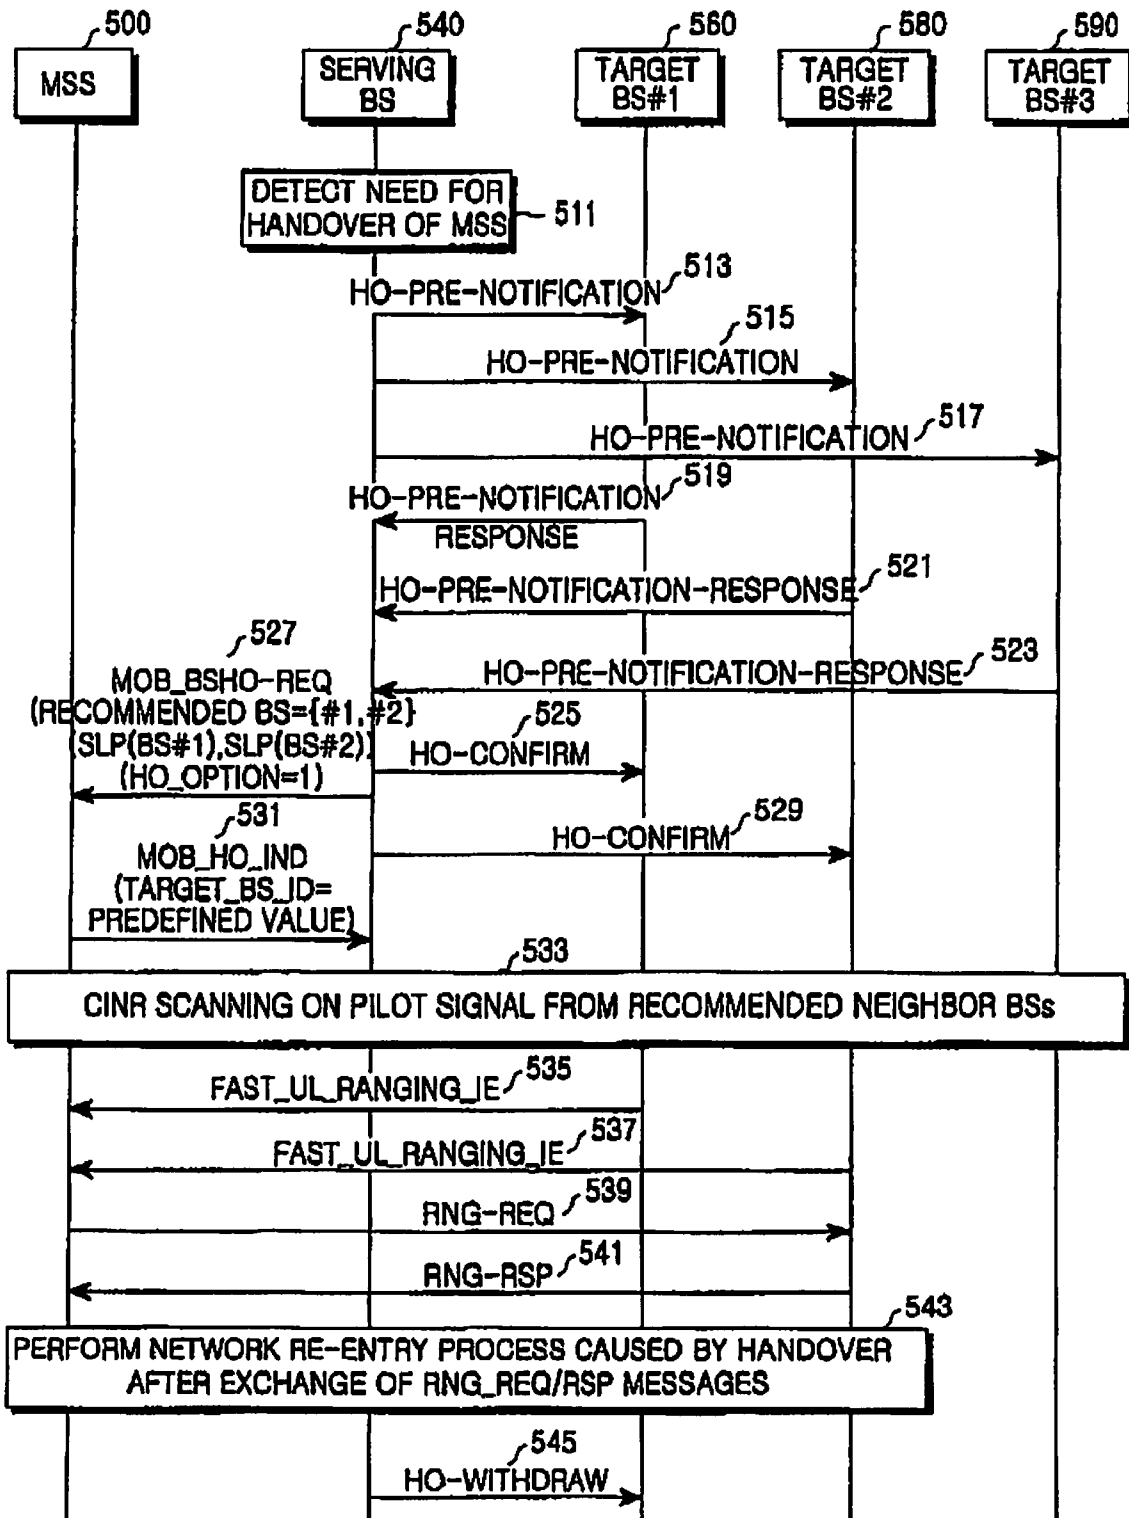 500
540
560
580
590
MSS
SERVING
BS
TARGET
BS#1
TARGET
BS#2
TARGET
BS#3
DETECT NEED FOR
HANDOVER OF MSS
511
HO-PRE-NOTIFICATION
513
HO-PRE-NOTIFICATION
515
HO-PRE-NOTIFICATION
517
HO-PRE-NOTIFICATION
RESPONSE
519
HO-PRE-NOTIFICATION-RESPONSE
521
HO-PRE-NOTIFICATION-RESPONSE
523
527
MOB_BSHO-REQ
(RECOMMENDED BS={#1,#2}
(SLP(BS#1),SLP(BS#2))
(HO_OPTION=1)
525
HO-CONFIRM
529
HO-CONFIRM
531
MOB_HO_IND
(TARGET_BS_ID=
PREDEFINED VALUE)
533
CINR SCANNING ON PILOT SIGNAL FROM RECOMMENDED NEIGHBOR BSs
FAST_UL_RANGING_IE
535
FAST_UL_RANGING_IE
537
RNG-REQ
539
RNG-RSP
541
543
PERFORM NETWORK RE-ENTRY PROCESS CAUSED BY HANDOVER
AFTER EXCHANGE OF RNG_REQ/RSP MESSAGES
545
HO-WITHDRAW